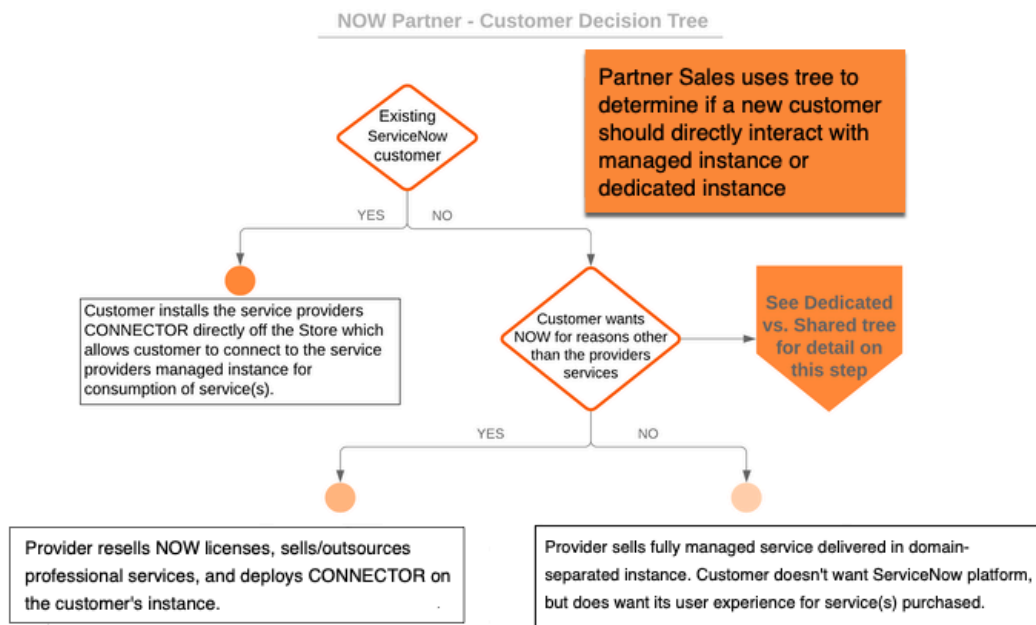 NOW Partner - Customer Decision Tree
Partner Sales uses tree to
determine if a new customer
should directly interact with
managed instance or
dedicated instance
Existing
ServiceNow
customer
YES
NO
Customer installs the service providers
CONNECTOR directly off the Store which
allows customer to connect to the service
providers managed instance for
consumption of service(s).
Customer wants
NOW for reasons other
than the providers
services
See Dedicated
vs. Shared tree
for detail on
this step
YES
NO
Provider resells NOW licenses, sells/outsources
professional services, and deploys CONNECTOR on
the customer's instance.
Provider sells fully managed service delivered in domain-
separated instance. Customer doesn't want ServiceNow platform,
but does want its user experience for service(s) purchased.